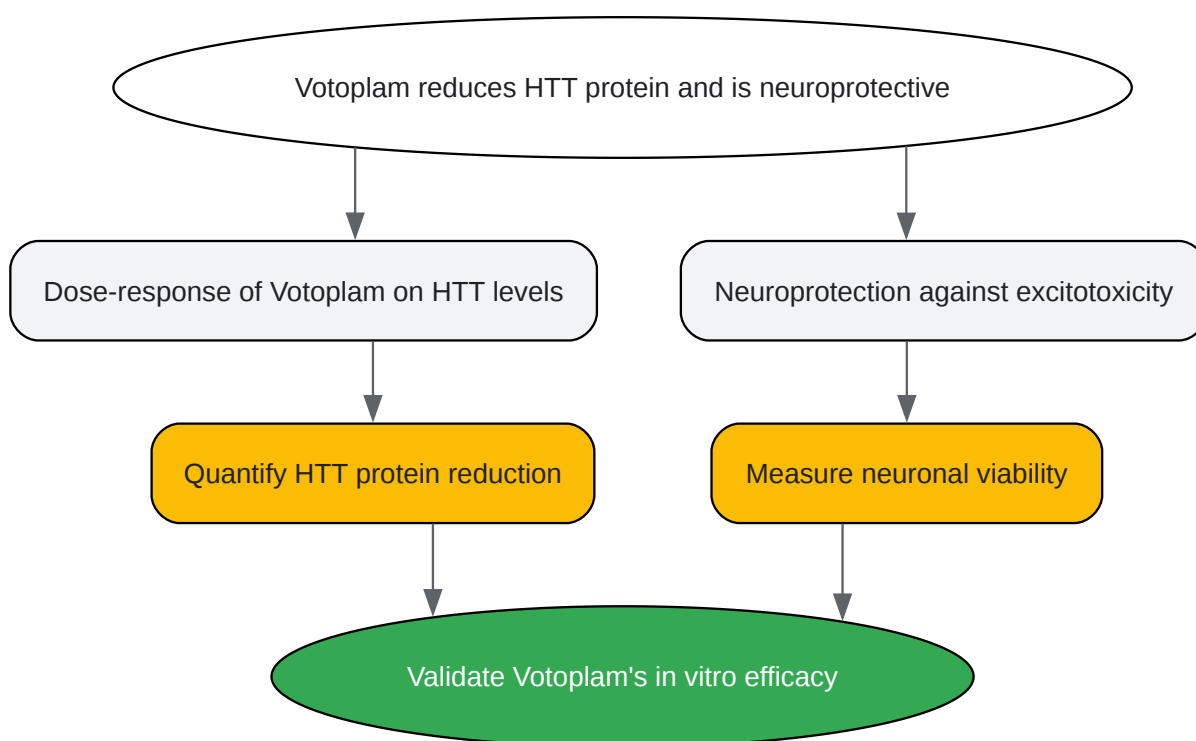 Votoplam reduces HTT protein and is neuroprotective
Dose-response of Votoplam on HTT levels
Neuroprotection against excitotoxicity
Quantify HTT protein reduction
Measure neuronal viability
Validate Votoplam's in vitro efficacy